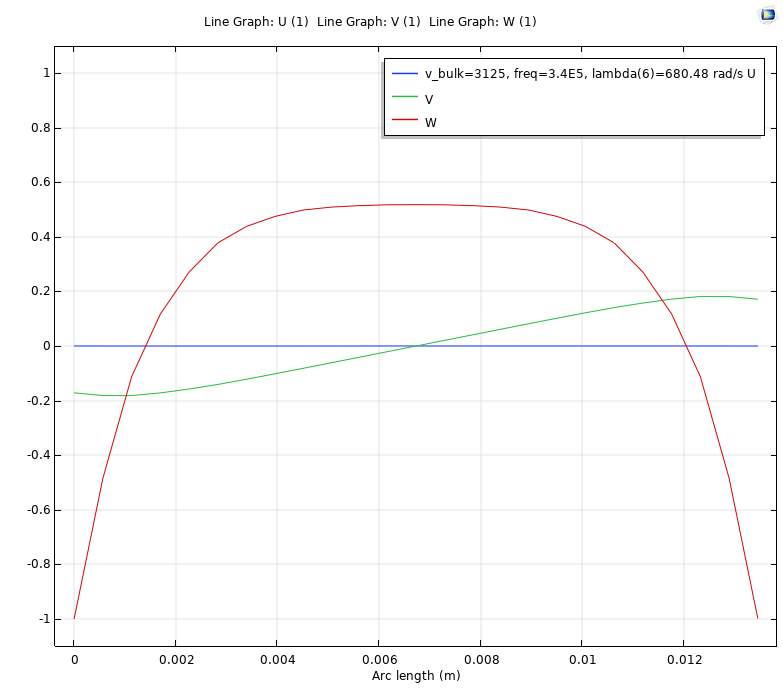 Line Graph: U (1)  Line Graph: V (1)  Line Graph: W (1)
v_bulk=3125, freq=3.4E5, lambda(6)=680.48 rad/s U
V
W
1
0.8
0.6
0.4
0.2
0
-0.2
-0.4
-0.6
-0.8
-1
0 0.002 0.004 0.006 0.008 0.01 0.012
Arc length (m)